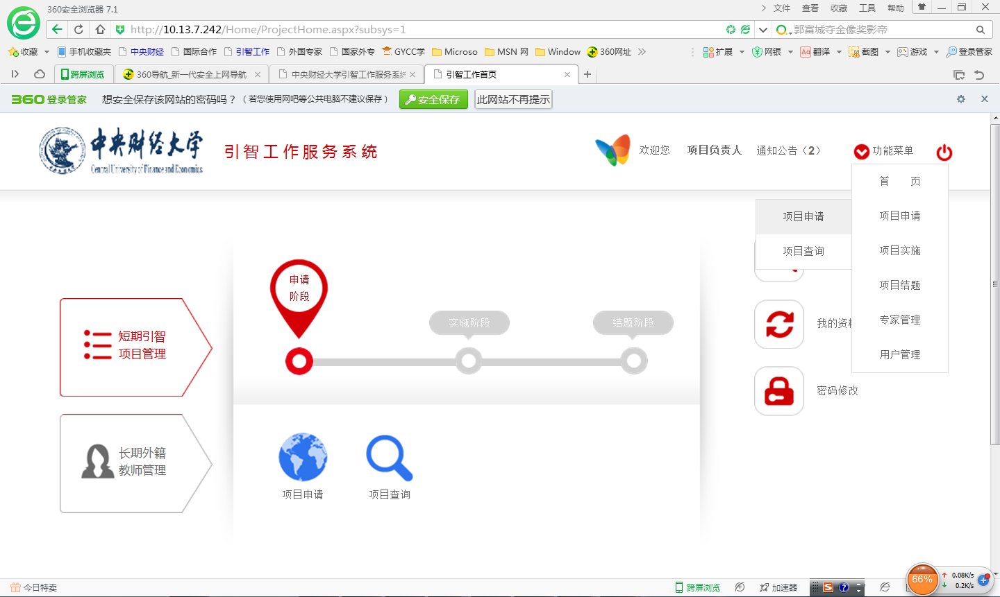 360安全浏览器 7.1
文件 查看 收藏 工具 帮助
http://10.13.7.242/Home/ProjectHome.aspx?subsys=1
郭富城夺金像奖影帝
收藏 手机收藏夹 中央财经 国际合作 引智工作 外国专家 国家外专 GYCC学 Microso MSN 网 Window 360网址
扩展 网银 Aa 翻译 截图 游戏 登录管家
跨屏浏览 360导航_新一代安全上网导航 中央财经大学引智工作服务系统 引智工作首页
360 登录管家 想安全保存该网站的密码吗？（若您使用网吧等公共电脑不建议保存） 安全保存 此网站不再提示
中央财经大学
Central University of Finance and Economics
引智工作服务系统
欢迎您 项目负责人 通知公告（2） 功能菜单
首 页
项目申请
项目实施
项目结题
专家管理
用户管理
项目申请
项目查询
申请
阶段
实施阶段 结题阶段
短期引智
项目管理
我的资料
密码修改
长期外籍
教师管理
项目申请 项目查询
今日特卖
跨屏浏览 加速器
S ?
66%
0.08K/s
0.2K/s